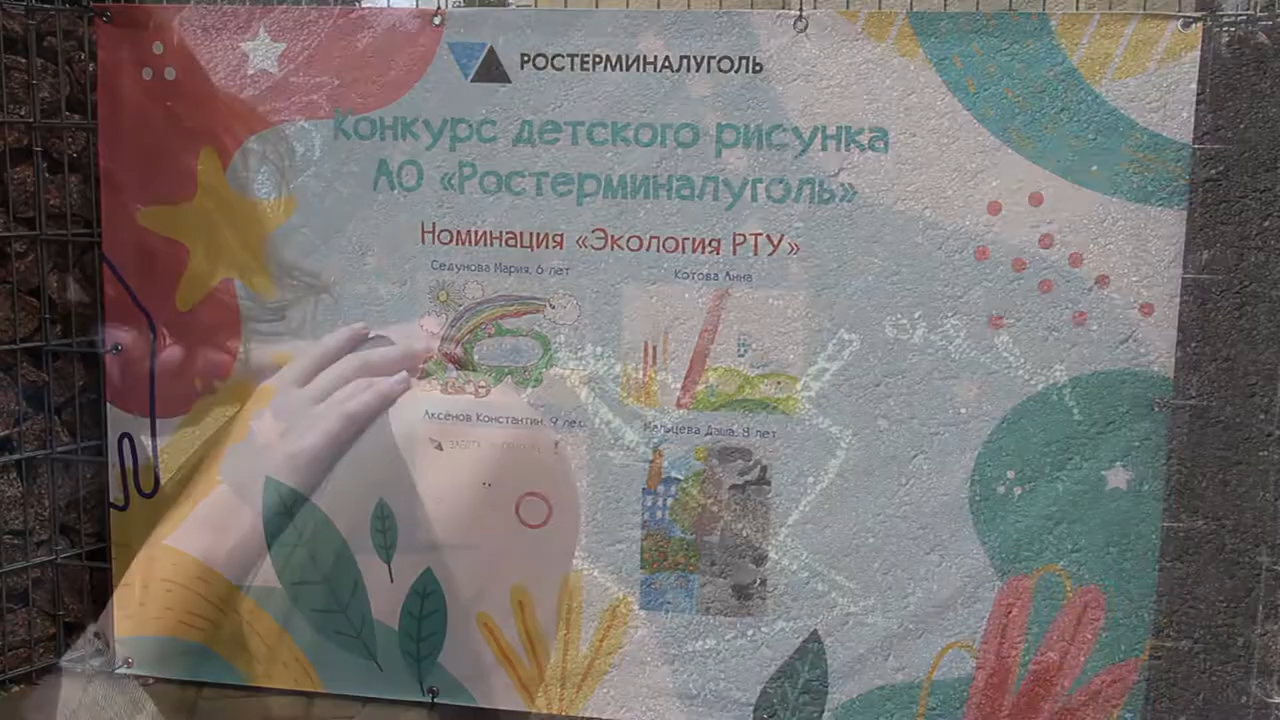 РОСТЕРМИНАЛУГОЛЬ
Конкурс детского рисунка
АО «Ростерминалуголь»
Номинация «Экология РТУ»
Седунова Мария, 6 лет
Котова Анна
Аксёнов Константин, 9 лет
Мальцева Даша, 8 лет